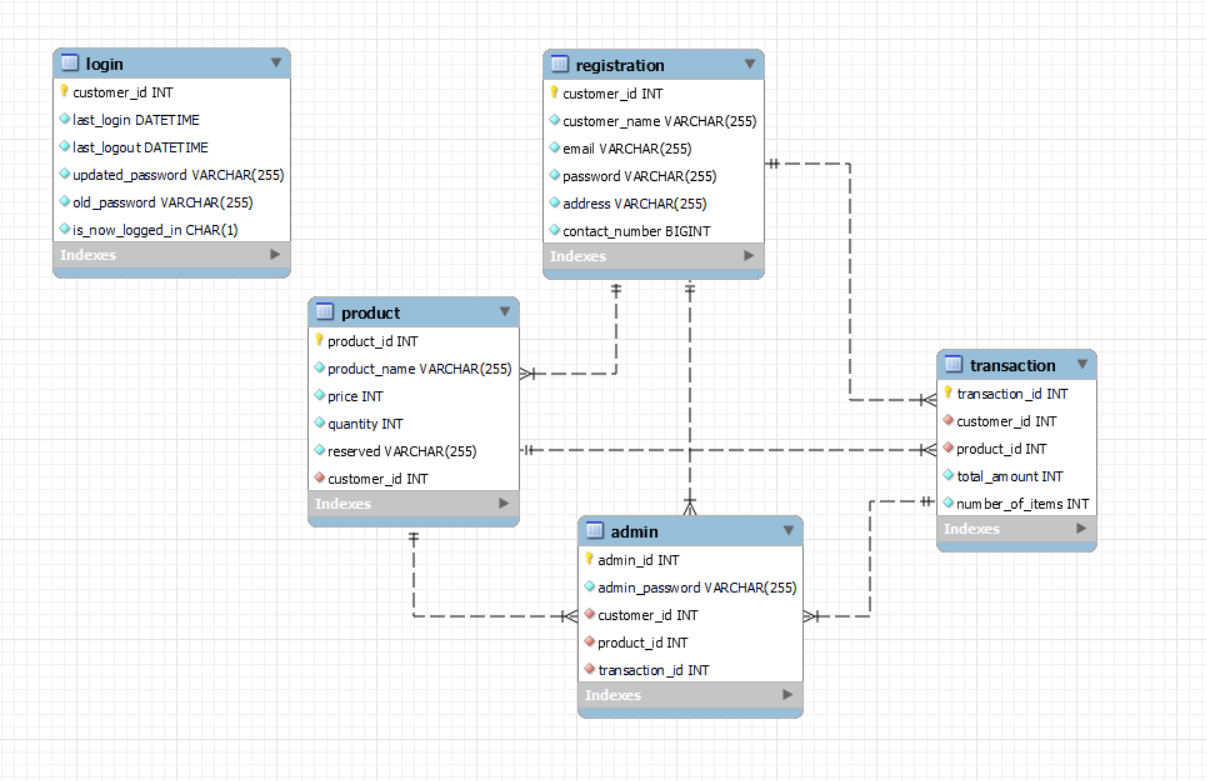 login
customer_id INT
last_login DATETIME
last_logout DATETIME
updated_password VARCHAR(255)
old_password VARCHAR(255)
is_now_logged_in CHAR(1)
Indexes
registration
customer_id INT
customer_name VARCHAR(255)
email VARCHAR(255)
password VARCHAR(255)
address VARCHAR(255)
contact_number BIGINT
Indexes
product
product_id INT
product_name VARCHAR(255)
price INT
quantity INT
reserved VARCHAR(255)
customer_id INT
Indexes
transaction
transaction_id INT
customer_id INT
product_id INT
total_amount INT
number_of_items INT
Indexes
admin
admin_id INT
admin_password VARCHAR(255)
customer_id INT
product_id INT
transaction_id INT
Indexes